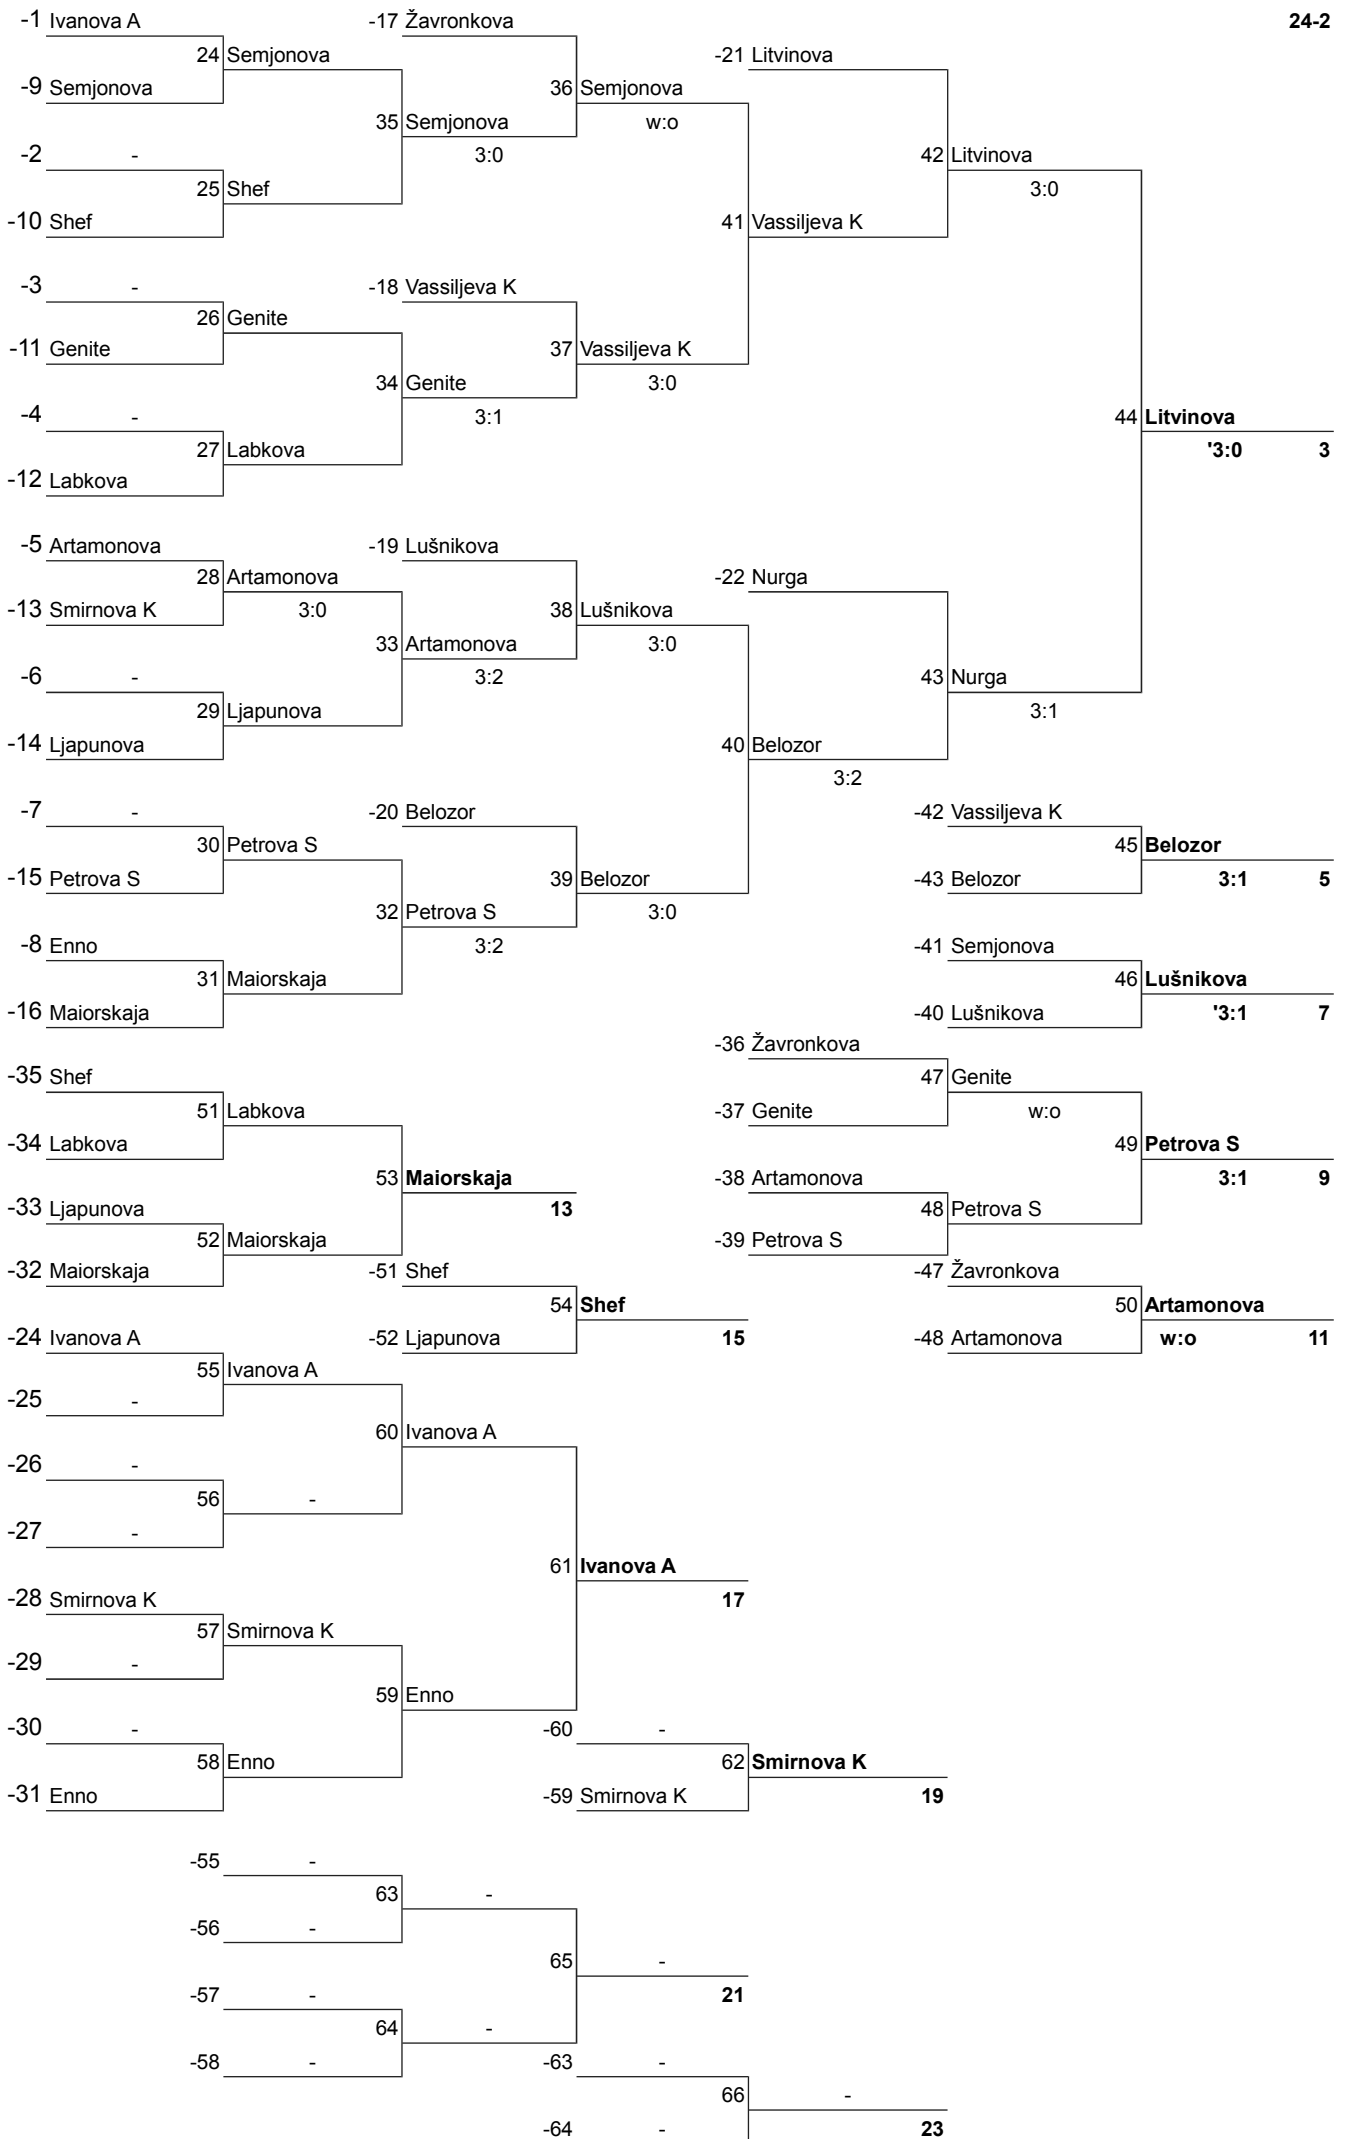 -1 Ivanova A -17 Žavronkova 24-2
24 Semjonova -21 Litvinova
-9 Semjonova 36 Semjonova
35 Semjonova w:o
-2 - 3:0 42 Litvinova
25 Shef 3:0
-10 Shef 41 Vassiljeva K
-3 - -18 Vassiljeva K
26 Genite
-11 Genite 37 Vassiljeva K
34 Genite 3:0
-4 - 3:1 44 Litvinova
27 Labkova '3:0 3
-12 Labkova
-5 Artamonova -19 Lušnikova
28 Artamonova -22 Nurga
-13 Smirnova K 3:0 38 Lušnikova
33 Artamonova 3:0
-6 - 3:2 43 Nurga
29 Ljapunova 3:1
-14 Ljapunova 40 Belozor
3:2
-7 - -20 Belozor -42 Vassiljeva K
30 Petrova S 45 Belozor
-15 Petrova S 39 Belozor -43 Belozor 3:1 5
32 Petrova S 3:0
-8 Enno 3:2 -41 Semjonova
31 Maiorskaja 46 Lušnikova
-16 Maiorskaja -40 Lušnikova '3:1 7
-36 Žavronkova
-35 Shef 47 Genite
51 Labkova -37 Genite w:o
-34 Labkova 49 Petrova S
53 Maiorskaja -38 Artamonova 3:1 9
-33 Ljapunova 13 48 Petrova S
52 Maiorskaja -39 Petrova S
-32 Maiorskaja -51 Shef -47 Žavronkova
54 Shef 50 Artamonova
-24 Ivanova A -52 Ljapunova 15 -48 Artamonova w:o 11
55 Ivanova A
-25 -
60 Ivanova A
-26 -
56 -
-27 -
61 Ivanova A
-28 Smirnova K 17
57 Smirnova K
-29 -
59 Enno
-30 - -60 -
58 Enno 62 Smirnova K
-31 Enno -59 Smirnova K 19
-55 -
63 -
-56 -
65 -
-57 - 21
64 -
-58 - -63 -
66 -
-64 - 23